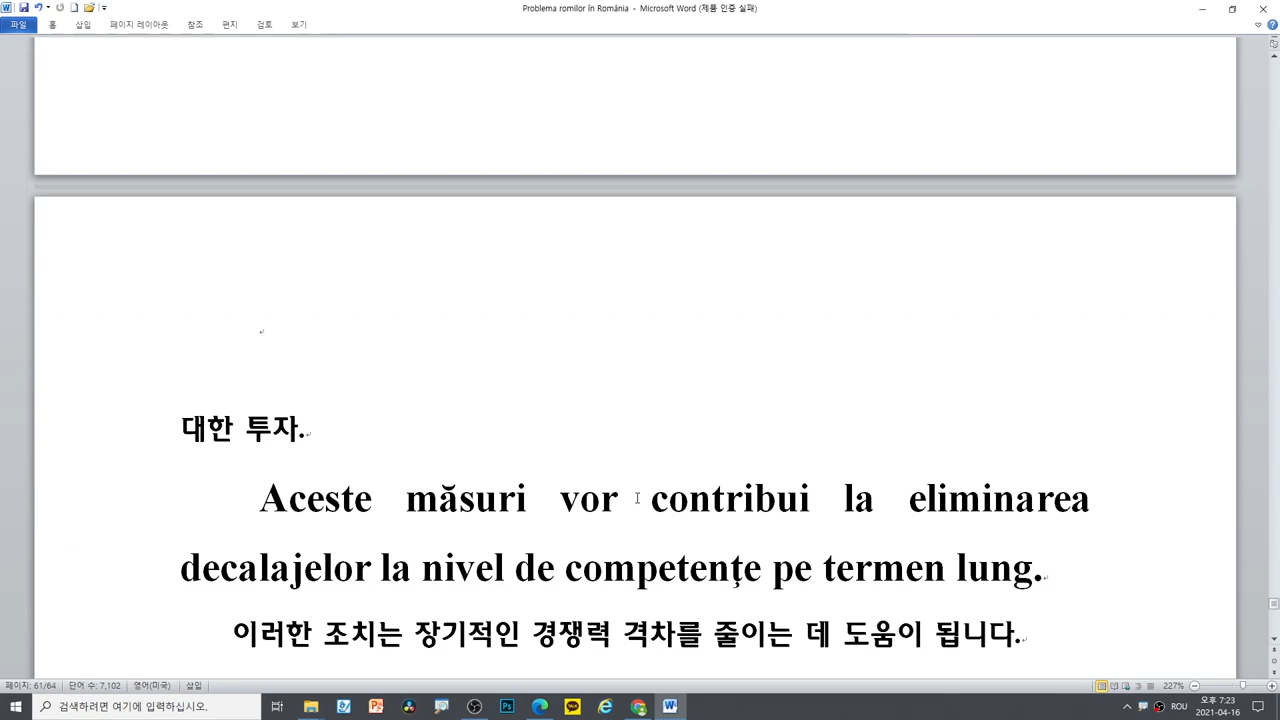 Problema romilor în România - Microsoft Word (제품 인증 실패)
파일 홈 삽입 페이지 레이아웃 참조 편지 검토 보기
대한 투자.
Aceste măsuri vor contribui la eliminarea
decalajelor la nivel de competenţe pe termen lung.
이러한 조치는 장기적인 경쟁력 격차를 줄이는 데 도움이 됩니다.
페이지: 61/64 단어 수: 7,102 영어(미국) 삽입 227%
검색하려면 여기에 입력하십시오. ROU 오후 7:23
2021-04-16